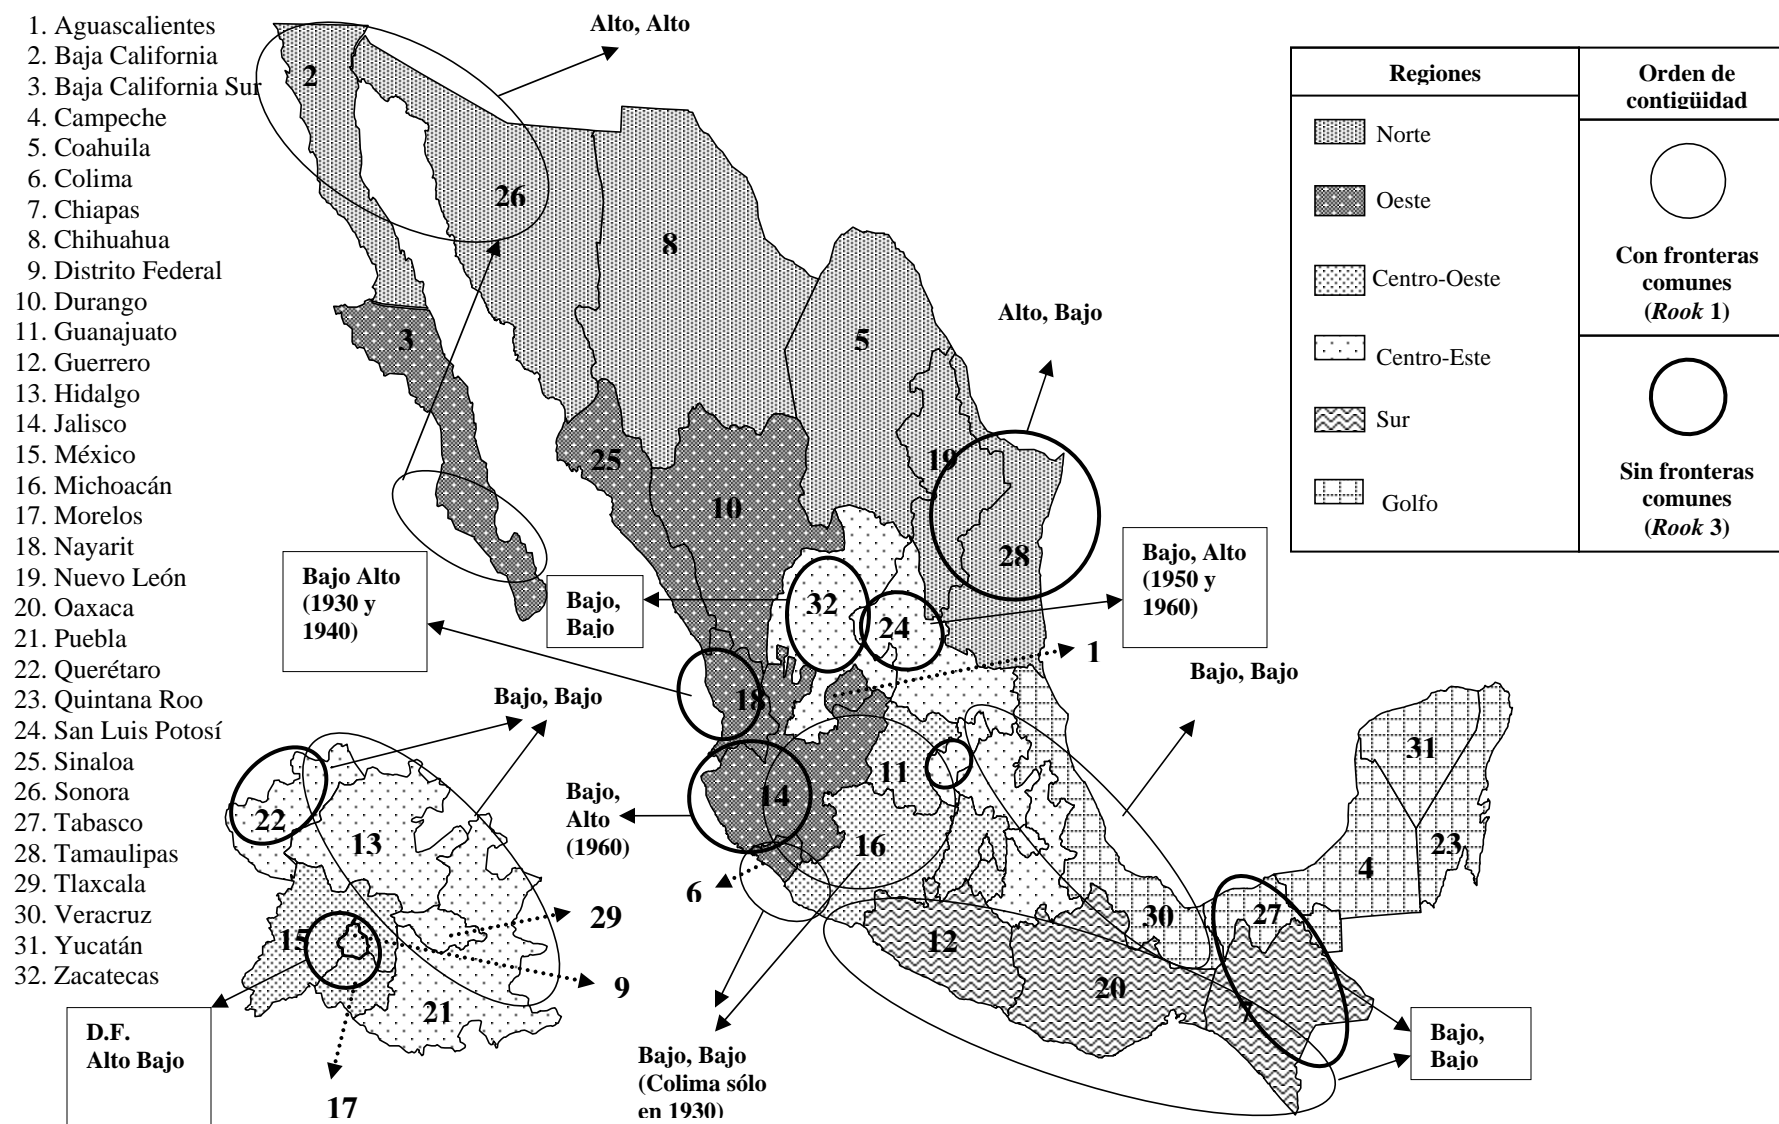 1. Aguascalientes
2. Baja California
3. Baja California Sur
4. Campeche
5. Coahuila
6. Colima
7. Chiapas
8. Chihuahua
9. Distrito Federal
10. Durango
11. Guanajuato
12. Guerrero
13. Hidalgo
14. Jalisco
15. México
16. Michoacán
17. Morelos
18. Nayarit
19. Nuevo León
20. Oaxaca
21. Puebla
22. Querétaro
23. Quintana Roo
24. San Luis Potosí
25. Sinaloa
26. Sonora
27. Tabasco
28. Tamaulipas
29. Tlaxcala
30. Veracruz
31. Yucatán
32. Zacatecas
Alto, Alto
2
26
8
3
5
Alto, Bajo
25
19
10
28
Bajo Alto
(1930 y
1940)
Bajo,
Bajo
32
24
Bajo, Alto
(1950 y
1960)
1
Bajo, Bajo
18
Bajo, Bajo
31
11
14
Bajo,
Alto
(1960)
22
13
16
23
4
6
29
30
27
15
12
9
20
21
7
D.F.
Alto Bajo
17
Bajo, Bajo
(Colima sólo
en 1930)
Bajo,
Bajo
Regiones
Norte
Oeste
Centro-Oeste
Centro-Este
Sur
Golfo
Orden de
contigüidad
Con fronteras
comunes
(Rook 1)
Sin fronteras
comunes
(Rook 3)